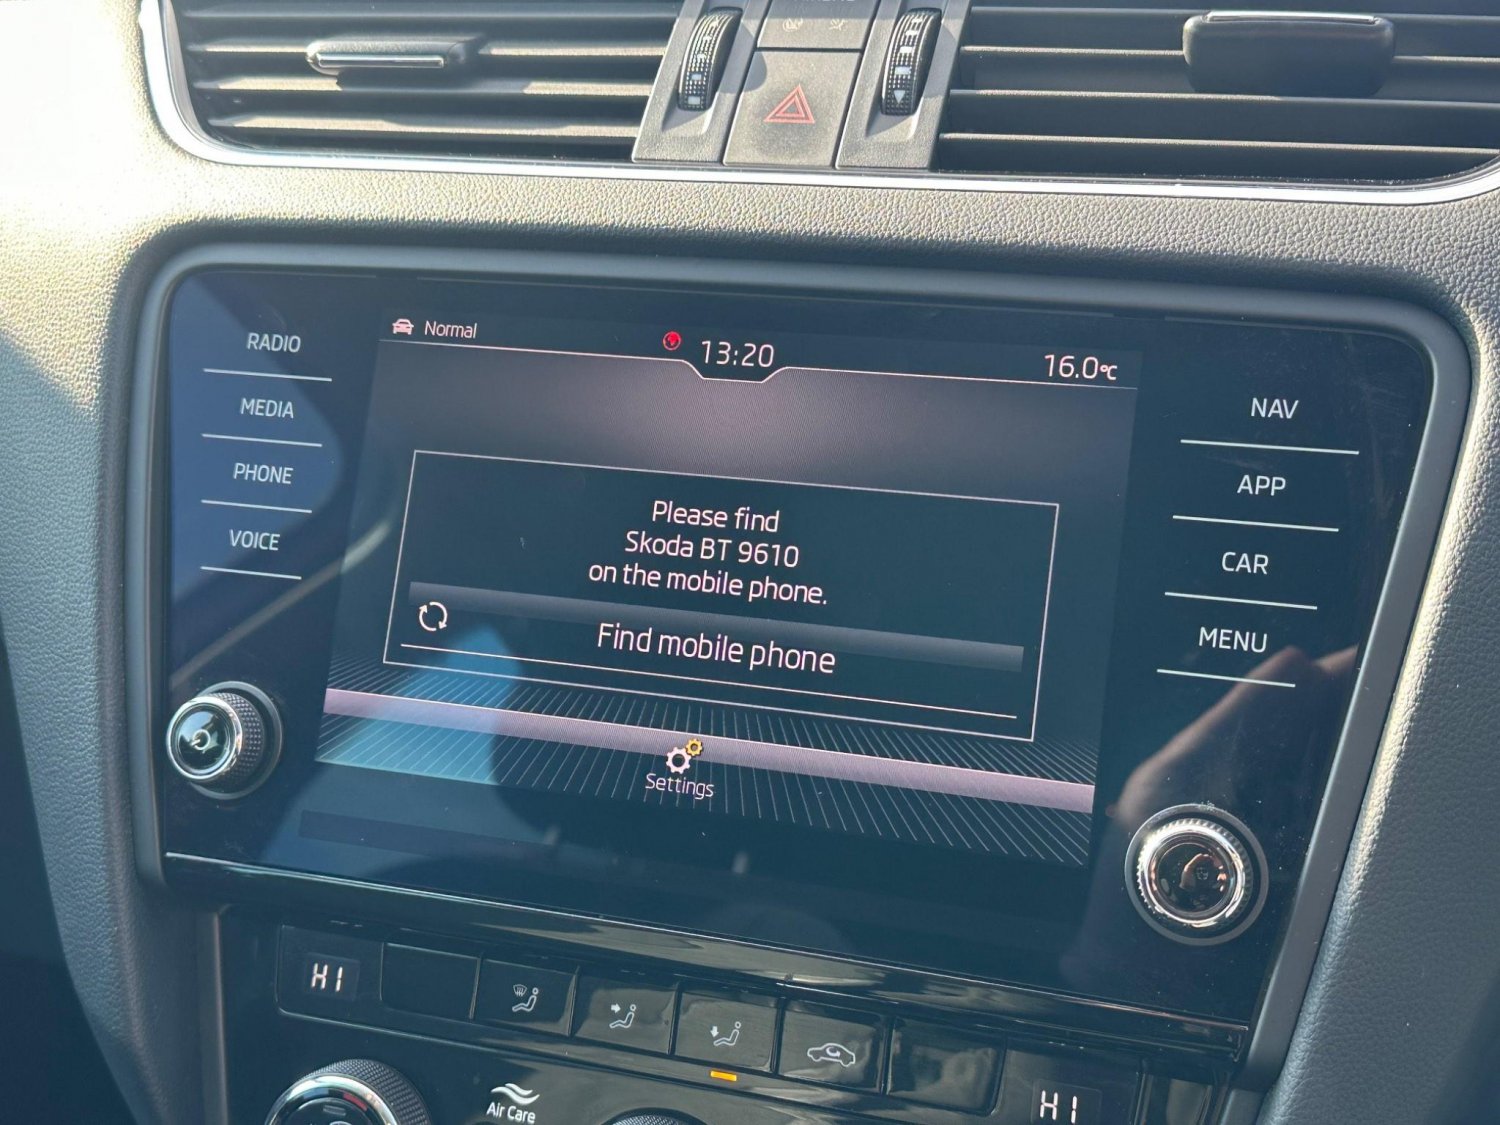 Normal
13:20
16.0°C
RADIO
MEDIA
PHONE
VOICE
NAV
APP
CAR
MENU
Please find
Skoda BT 9610
on the mobile phone.
Find mobile phone
Settings
HI
HI
Air Care